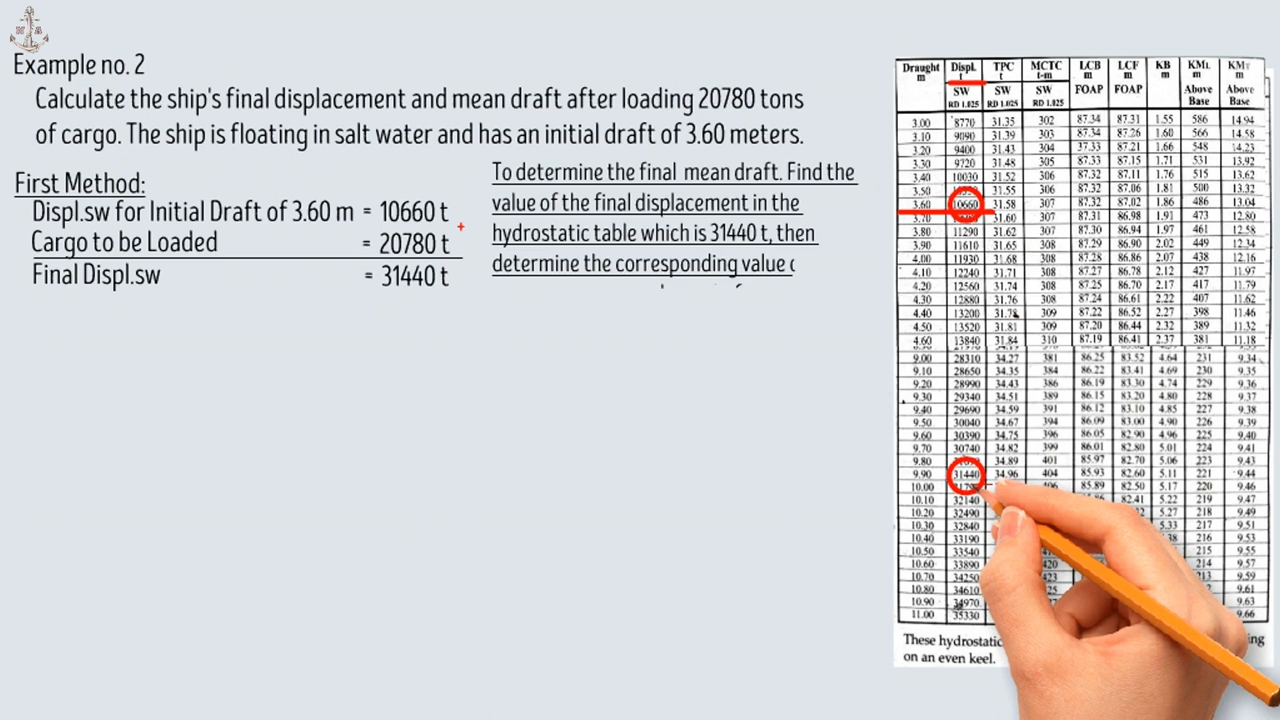 Example no. 2
Calculate the ship's final displacement and mean draft after loading 20780 tons
of cargo. The ship is floating in salt water and has an initial draft of 3.60 meters.
First Method:
Displ.sw for Initial Draft of 3.60 m = 10660 t
Cargo to be Loaded = 20780 t +
Final Displ.sw = 31440 t
To determine the final mean draft. Find the
value of the final displacement in the
hydrostatic table which is 31440 t, then
determine the corresponding value
Draught Displ. TPC MCTC LCB LCF KB KML KMT
m t t-m m m m m m
SW SW SW FOAP FOAP Above Above
RD 1.025 RD 1.025 RD 1.025 Base Base
3.00 8770 31.35 302 87.34 87.31 1.55 586 14.94
3.10 9090 31.39 303 87.34 87.26 1.60 566 14.58
3.20 9400 31.43 304 37.33 87.21 1.66 548 14.23
3.30 9720 31.48 305 87.33 87.15 1.71 531 13.92
3.40 10030 31.52 306 87.32 87.11 1.76 515 13.62
3.50 31.55 306 87.32 87.06 1.81 500 13.32
3.60 10660 31.58 307 87.32 87.02 1.86 486 13.04
3.70 31.60 307 87.31 86.98 1.91 473 12.80
3.80 11290 31.62 307 87.30 86.94 1.97 461 12.58
3.90 11610 31.65 308 87.29 86.90 2.02 449 12.34
4.00 11930 31.68 308 87.28 86.86 2.07 438 12.16
4.10 12240 31.71 308 87.28 86.78 2.12 427 11.97
4.20 12560 31.74 308 87.25 86.70 2.17 417 11.79
4.30 12880 31.76 308 87.24 86.61 2.22 407 11.62
4.40 13200 31.78 309 87.22 86.52 2.27 398 11.46
4.50 13520 31.81 309 87.20 86.44 2.32 389 11.32
4.60 13840 31.84 310 87.19 86.41 2.37 381 11.18
9.00 28310 34.27 381 86.25 83.52 4.64 231 9.34
9.10 28650 34.35 384 86.22 83.41 4.69 230 9.35
9.20 28990 34.43 386 86.19 83.30 4.74 229 9.36
9.30 29340 34.51 389 86.15 83.20 4.80 228 9.37
9.40 29690 34.59 391 86.12 83.10 4.85 227 9.38
9.50 30040 34.67 394 86.09 83.00 4.90 226 9.39
9.60 30390 34.75 396 86.05 82.90 4.96 225 9.40
9.70 30740 34.82 399 86.01 82.80 5.01 224 9.41
9.80 34.89 401 85.97 82.70 5.06 223 9.43
9.90 31440 34.96 404 85.93 82.60 5.11 221 9.44
10.00 85.89 82.50 5.17 220 9.46
10.10 32140 82.41 5.22 219 9.47
10.20 32490 5.27 218 9.49
10.30 32840 5.33 217 9.51
10.40 33190 216 9.53
10.50 33540 215 9.55
10.60 33890 420 214 9.57
10.70 34250 423 9.59
10.80 34610 9.61
10.90 34970 9.63
11.00 35330 9.66
These hydrostatic ing
on an even keel.